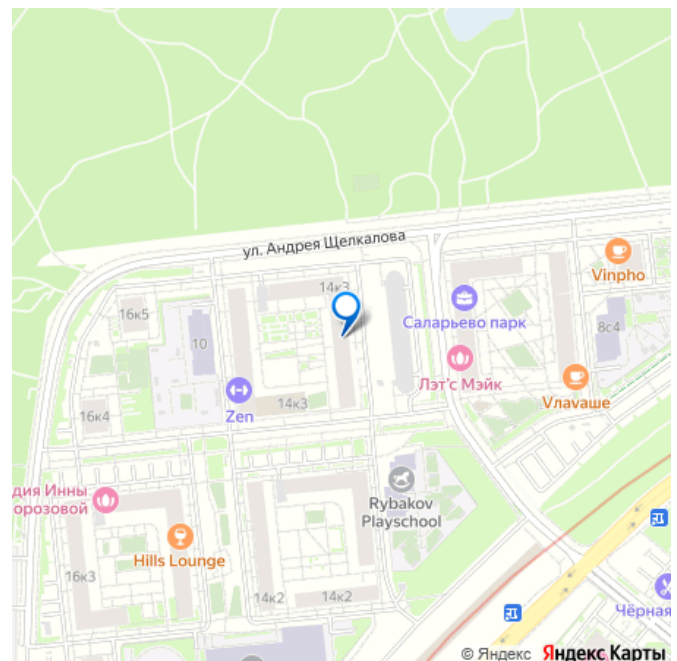 ул. Андрея Щелкалова
Vinpho
14к3
16к5
Саларьево парк
8с4
10
Лэт'с Мэйк
Vлаваше
14к3
Zen
16к4
Rybakov
Playschool
дия Инны
орозовой
Hills Lounge
16к3
14к2
14к2
Чёрная
© Яндекс Яндекс Карты